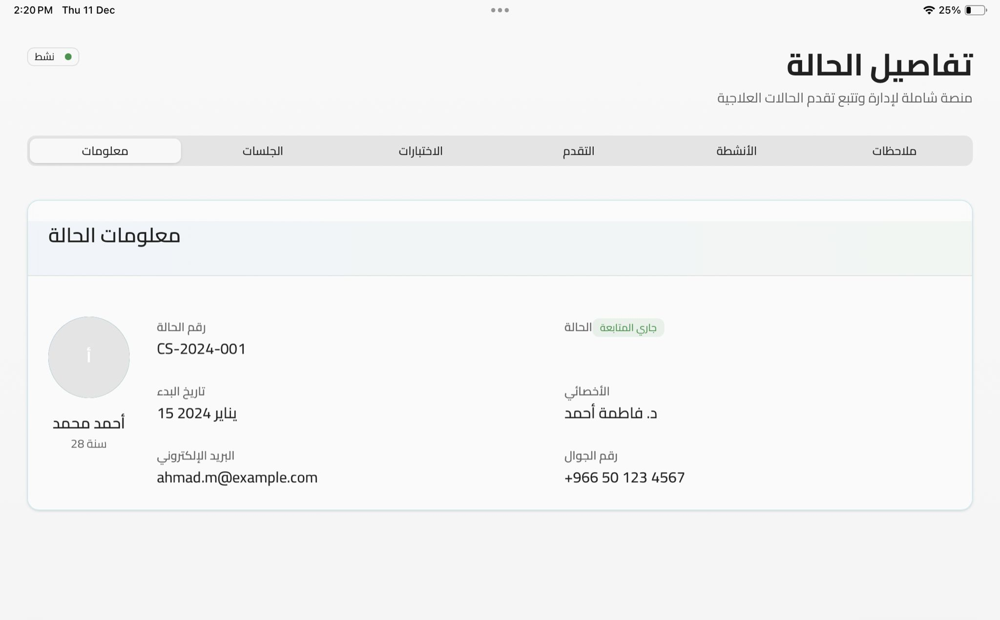 2:20 PM Thu 11 Dec
25%
تفاصيل الحالة
نشط
منصة شاملة لإدارة وتتبع تقدم الحالات العلاجية
ملاحظات
الأنشطة
التقدم
الاختبارات
الجلسات
معلومات
معلومات الحالة
أ
أحمد محمد
28 سنة
رقم الحالة
CS-2024-001
الحالة
جاري المتابعة
تاريخ البدء
15 يناير 2024
الأخصائي
د. فاطمة أحمد
البريد الإلكتروني
ahmad.m@example.com
رقم الجوال
+966 50 123 4567